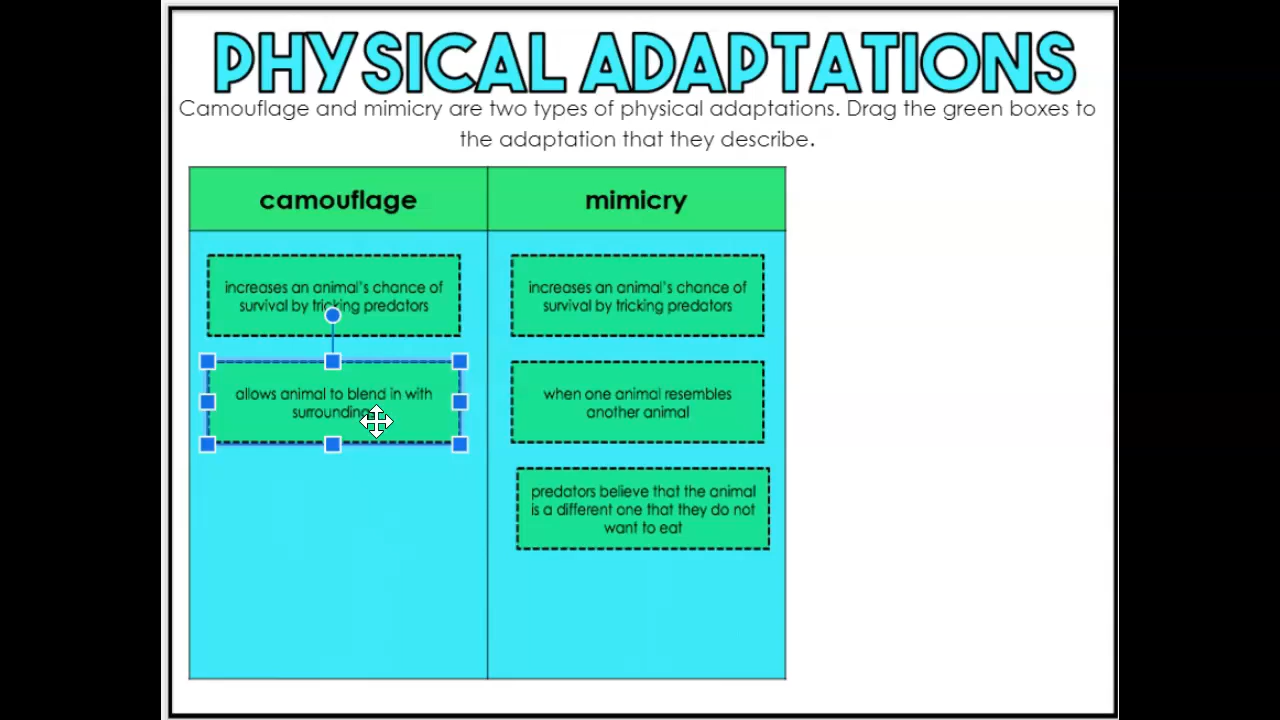 PHYSICAL ADAPTATIONS
Camouflage and mimicry are two types of physical adaptations. Drag the green boxes to
the adaptation that they describe.
camouflage
mimicry
increases an animal's chance of
survival by tricking predators
allows animal to blend in with
increases an animal's chance of
survival by tricking predators
when one animal resembles
another animal
predators believe that the animal
is a different one that they do not
want to eat